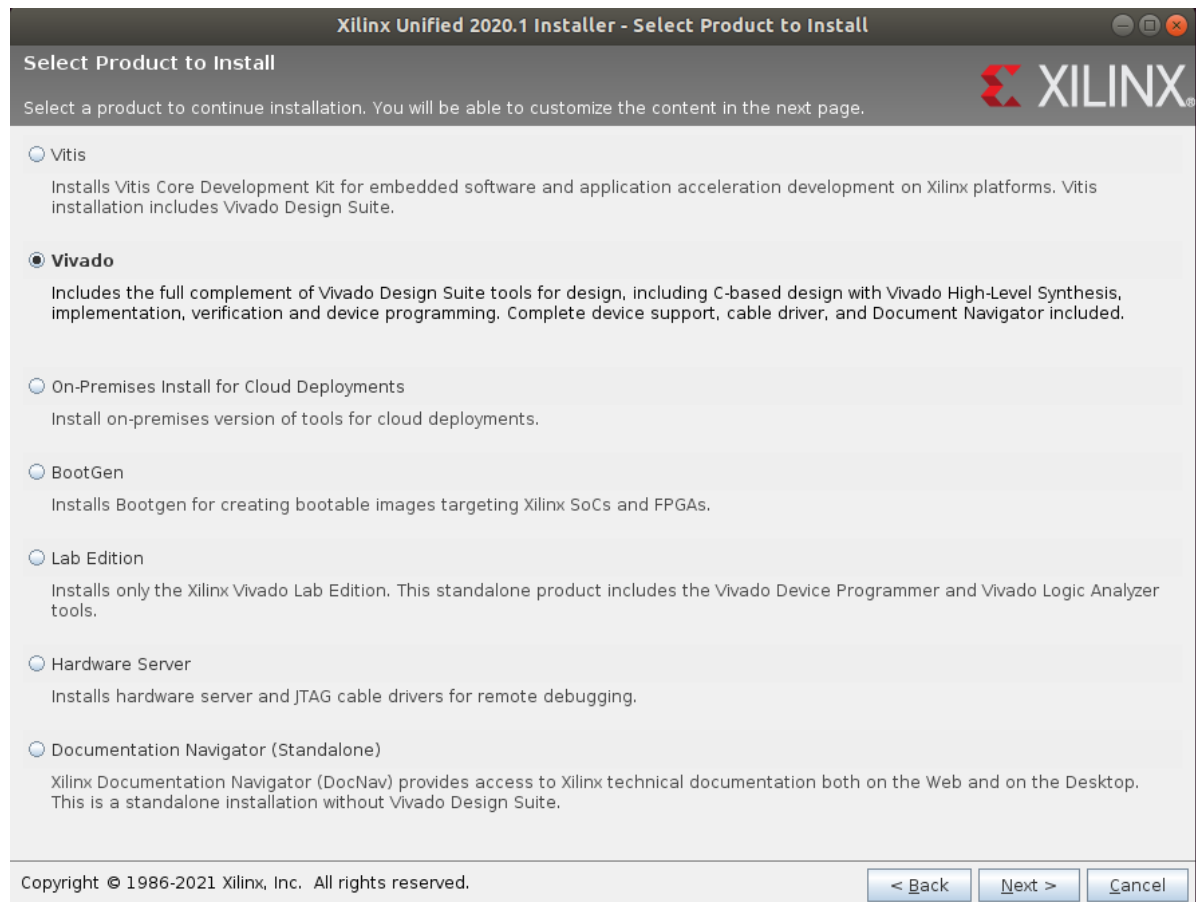 Xilinx Unified 2020.1 Installer - Select Product to Install
Select Product to Install
XILINX®
Select a product to continue installation. You will be able to customize the content in the next page.
Vitis
Installs Vitis Core Development Kit for embedded software and application acceleration development on Xilinx platforms. Vitis
installation includes Vivado Design Suite.
Vivado
Includes the full complement of Vivado Design Suite tools for design, including C-based design with Vivado High-Level Synthesis,
implementation, verification and device programming. Complete device support, cable driver, and Document Navigator included.
On-Premises Install for Cloud Deployments
Install on-premises version of tools for cloud deployments.
BootGen
Installs Bootgen for creating bootable images targeting Xilinx SoCs and FPGAs.
Lab Edition
Installs only the Xilinx Vivado Lab Edition. This standalone product includes the Vivado Device Programmer and Vivado Logic Analyzer
tools.
Hardware Server
Installs hardware server and JTAG cable drivers for remote debugging.
Documentation Navigator (Standalone)
Xilinx Documentation Navigator (DocNav) provides access to Xilinx technical documentation both on the Web and on the Desktop.
This is a standalone installation without Vivado Design Suite.
Copyright © 1986-2021 Xilinx, Inc. All rights reserved.
< Back
Next >
Cancel